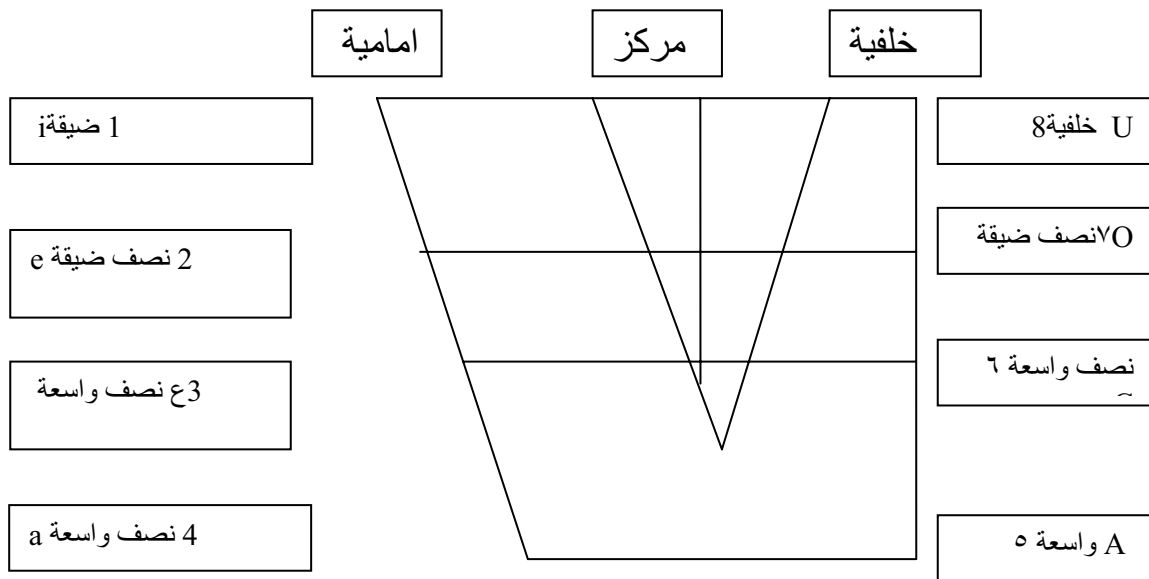 خلفية
مركز
امامية
U خلفية8
1 ضيقةi
O٧نصف ضيقة
2 نصف ضيقة e
نصف واسعة ٦
3ع نصف واسعة
A واسعة ٥
4 نصف واسعة a